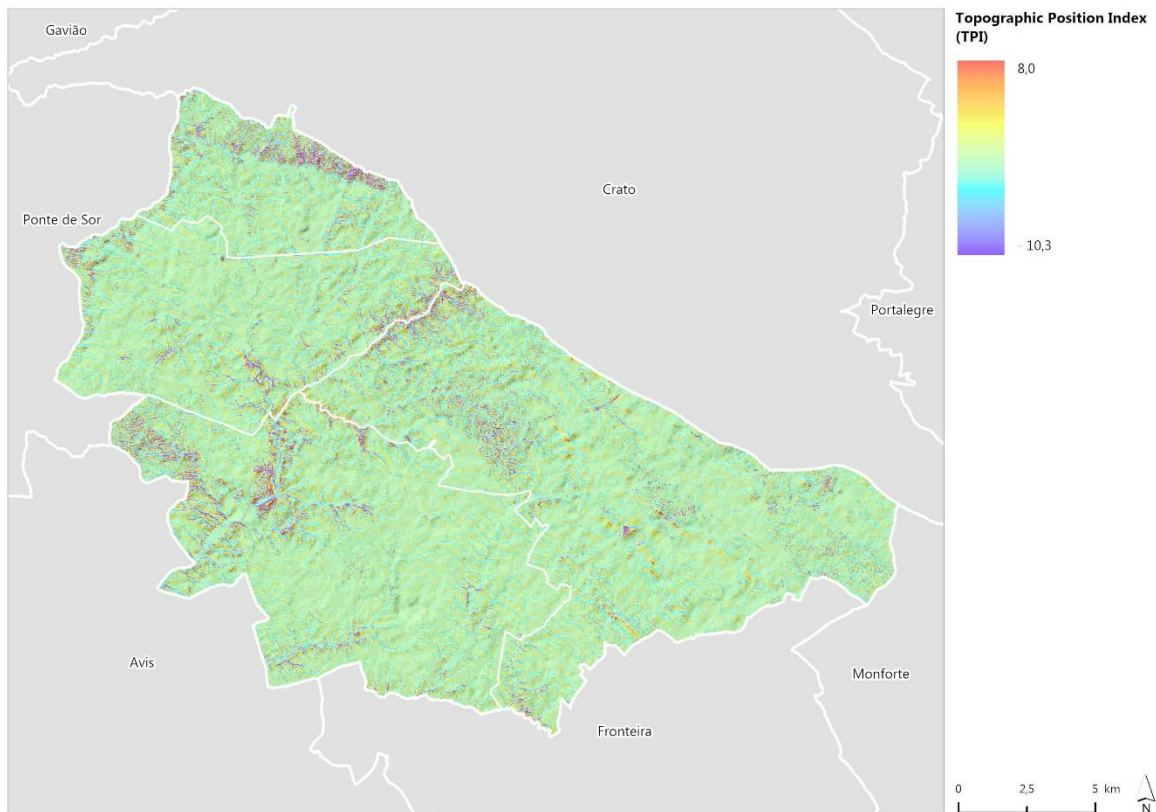 Topographic Position Index
(TPI)
8,0
- 10,3
Gavião
Crato
Ponte de Sor
Portalegre
Avis
Monforte
Fronteira
0 2,5 5 km
N